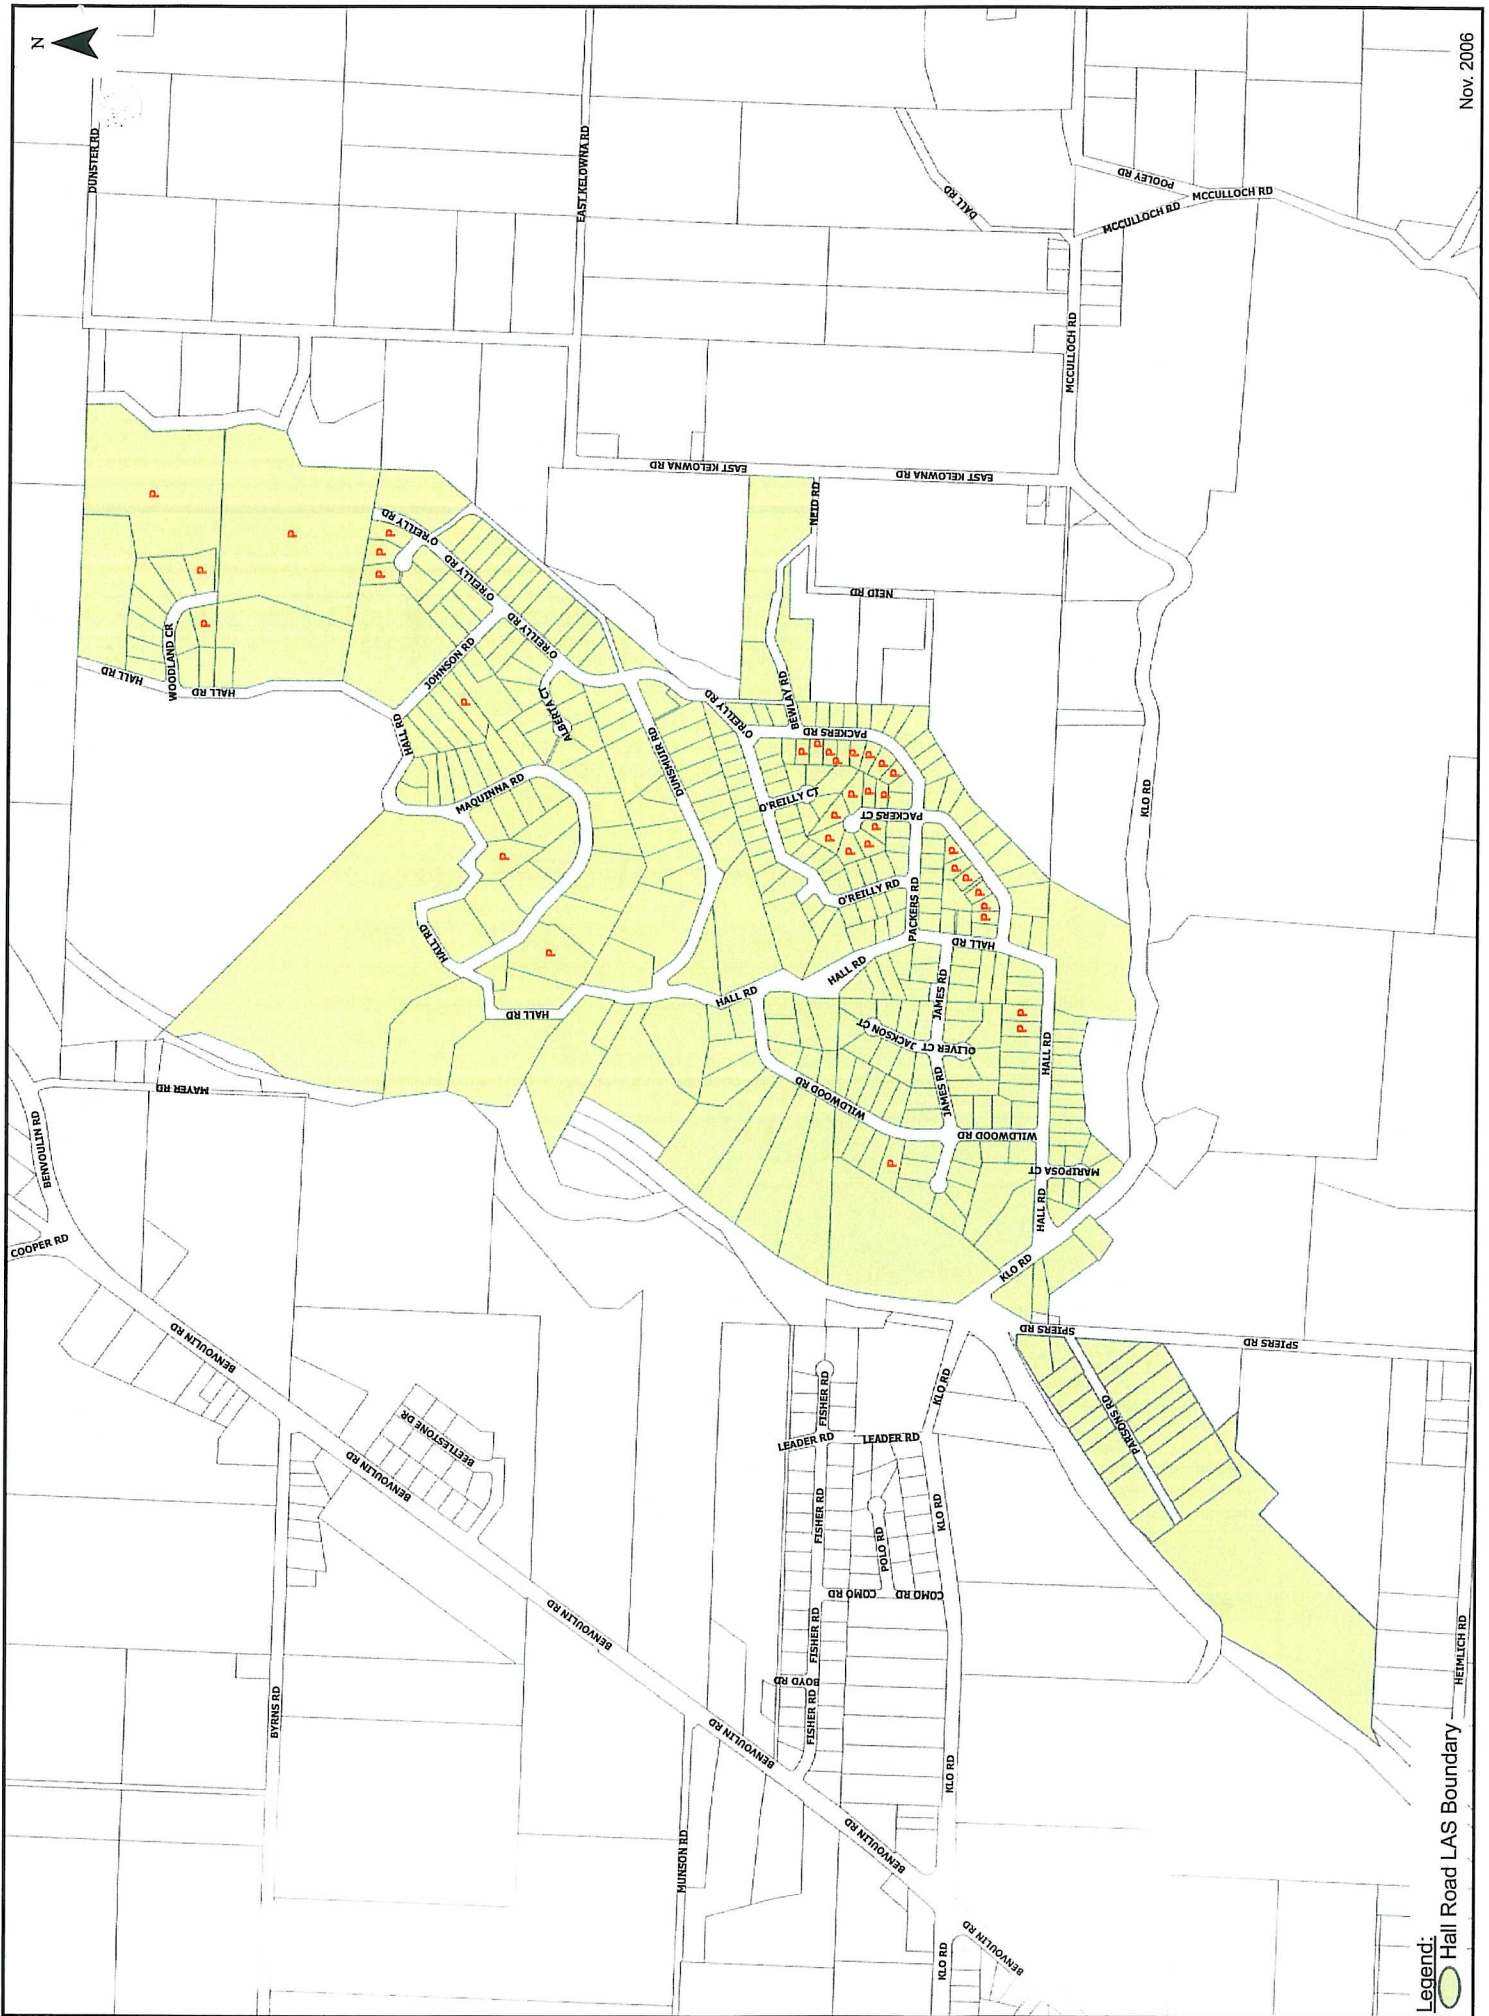 N
Nov. 2006
DUNSTER RD
EAST KELOWNA RD
DALL RD
POOLEY RD
MCCULLOCH RD
MCCULLOCH RD
MCCULLOCH RD
EAST KELOWNA RD
EAST KELOWNA RD
NEID RD
NEID RD
P
P
P
P
P
P
P
O'REILLY RD
O'REILLY RD
O'REILLY RD
WOODLAND CR
HALL RD
HALL RD
HALL RD
JOHNSON RD
P
ALBERTA CT
MAQUINNA RD
DUNSMUIR RD
O'REILLY RD
BEWLAY RD
PACKERS RD
P
P
P
P
P
P
P
P
P
P
P
O'REILLY CT
PACKERS CT
P
P
P
P
P
P
P
P
P
P
P
O'REILLY RD
PACKERS RD
KLO RD
P
P
HALL RD
HALL RD
HALL RD
HALL RD
HALL RD
JAMES RD
JACKSON CT
OLIVER CT
P
P
HALL RD
JAMES RD
WILDWOOD RD
WILDWOOD RD
P
MARIPOSA CT
HALL RD
KLO RD
MAYER RD
BENVOULIN RD
COOPER RD
BENVOULIN RD
BEETLESTONE DR
BENVOULIN RD
SPIERS RD
SPIERS RD
PARSONS RD
FISHER RD
LEADER RD
LEADER RD
KLO RD
FISHER RD
POLO RD
KLO RD
COMO RD
COMO RD
FISHER RD
BOYD RD
FISHER RD
BENVOULIN RD
BYRNS RD
BENVOULIN RD
KLO RD
HEIMLICH RD
MUNSON RD
BENVOULIN RD
KLO RD
BENVOULIN RD
Legend:
Hall Road LAS Boundary